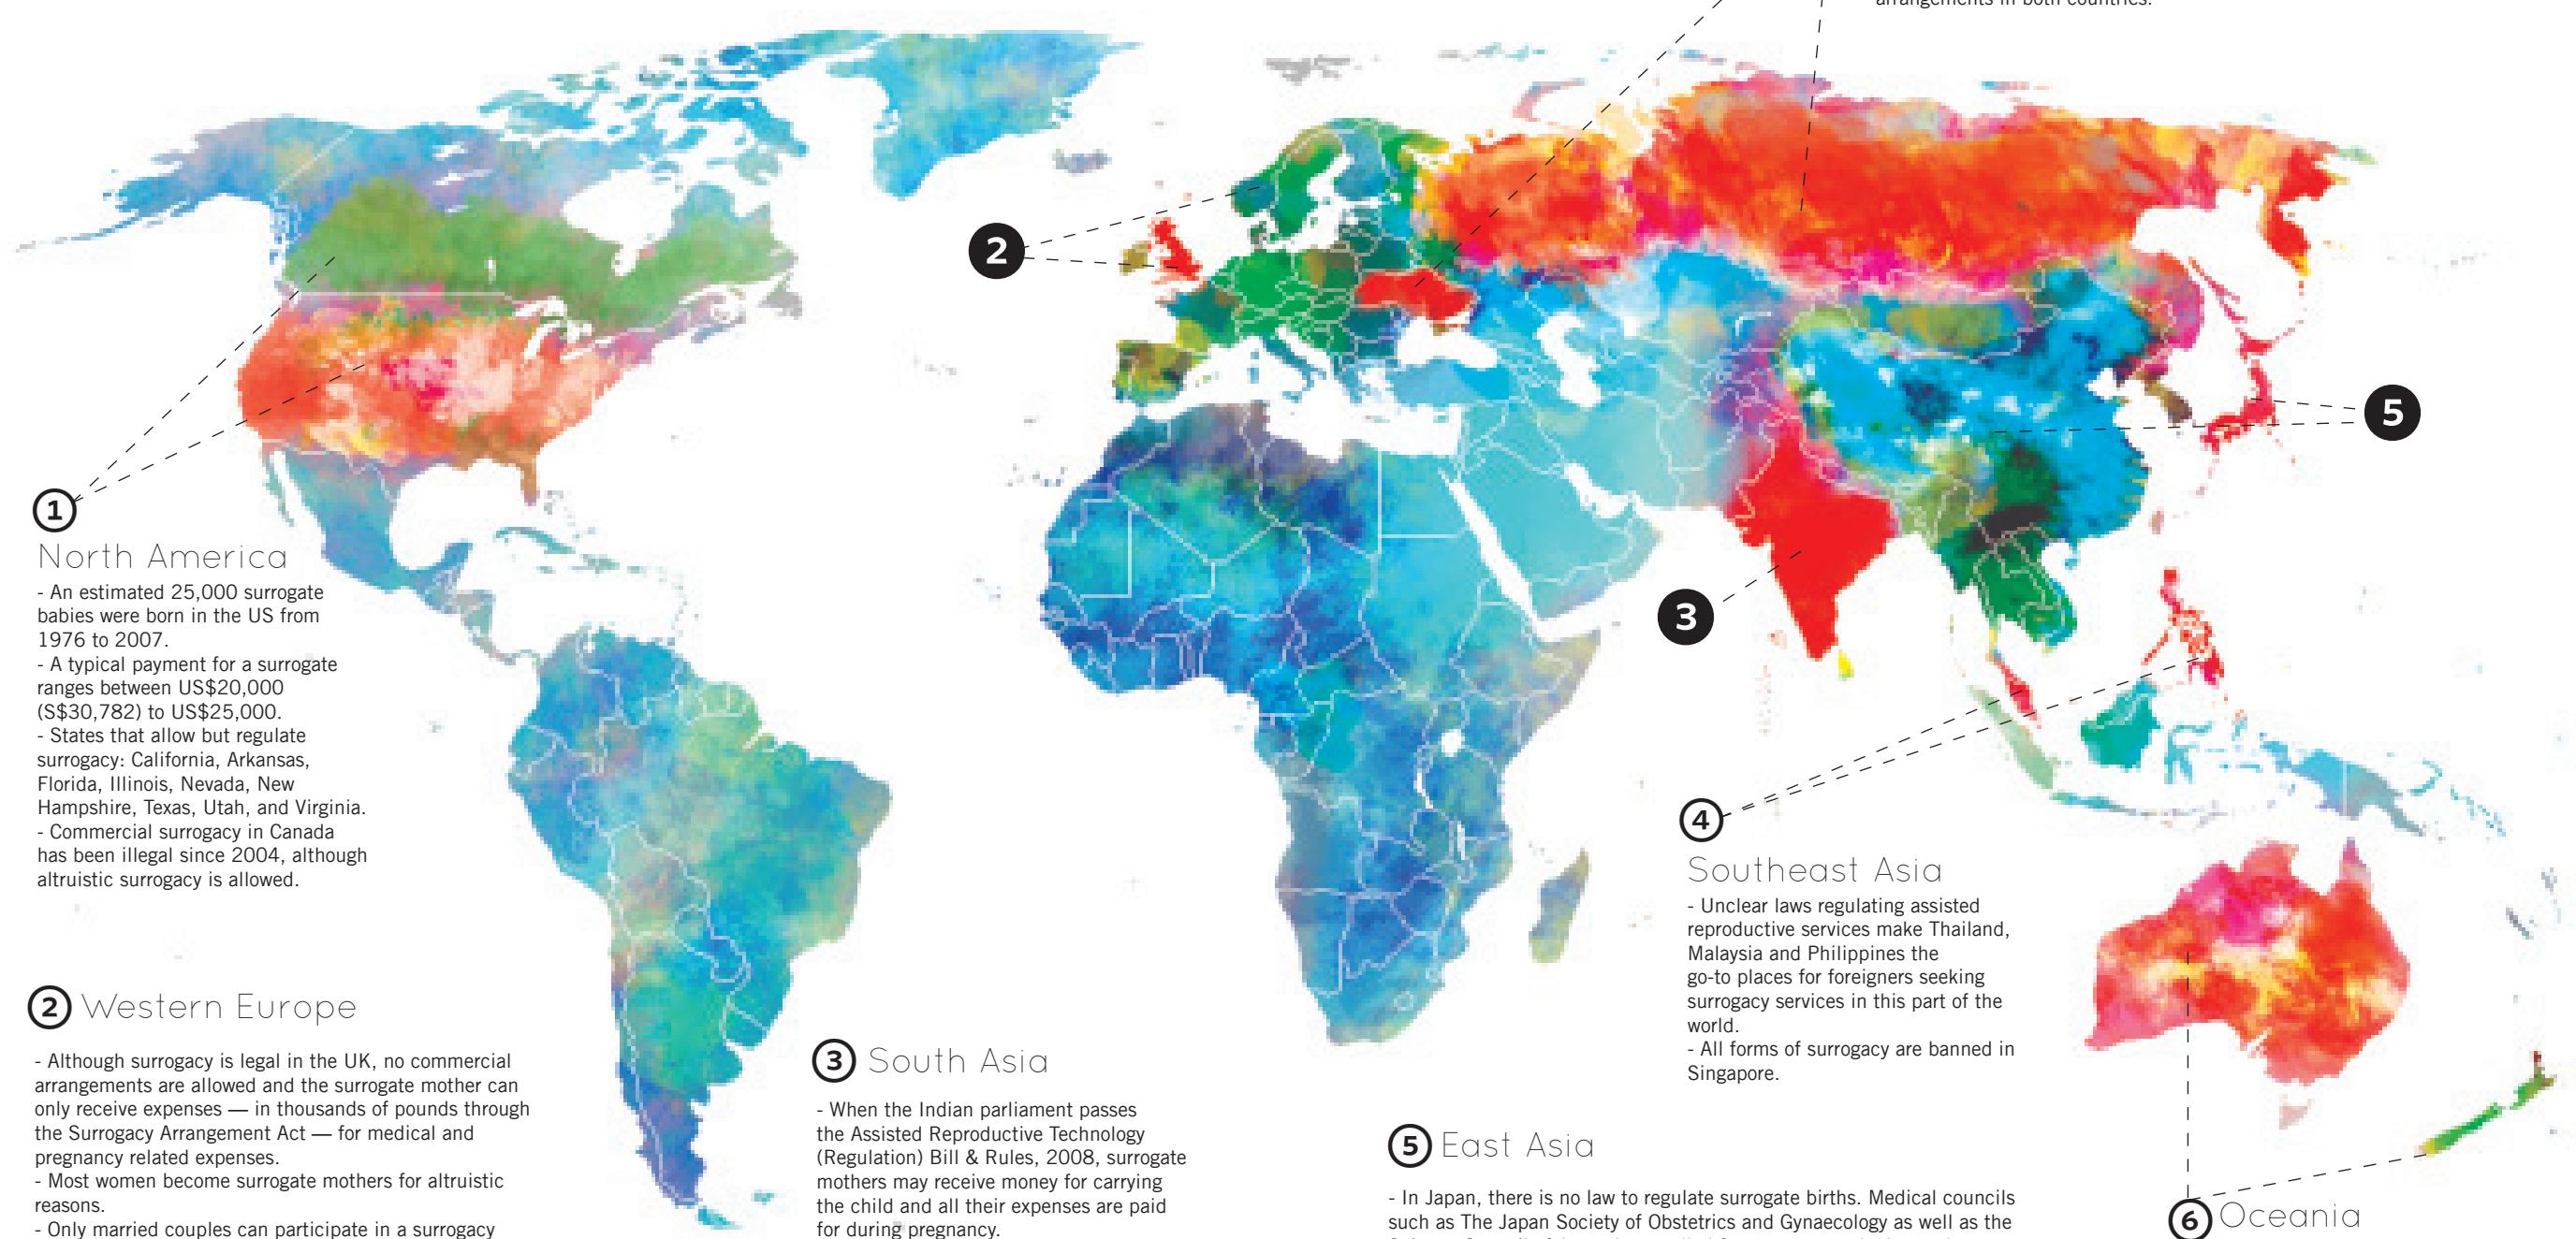 arrangements in both countries.
2
5
3
1
North America
- An estimated 25,000 surrogate
babies were born in the US from
1976 to 2007.
- A typical payment for a surrogate
ranges between US$20,000
(S$30,782) to US$25,000.
- States that allow but regulate
surrogacy: California, Arkansas,
Florida, Illinois, Nevada, New
Hampshire, Texas, Utah, and Virginia.
- Commercial surrogacy in Canada
has been illegal since 2004, although
altruistic surrogacy is allowed.
2 Western Europe
- Although surrogacy is legal in the UK, no commercial
arrangements are allowed and the surrogate mother can
only receive expenses — in thousands of pounds through
the Surrogacy Arrangement Act — for medical and
pregnancy related expenses.
- Most women become surrogate mothers for altruistic
reasons.
- Only married couples can participate in a surrogacy
3 South Asia
- When the Indian parliament passes
the Assisted Reproductive Technology
(Regulation) Bill & Rules, 2008, surrogate
mothers may receive money for carrying
the child and all their expenses are paid
for during pregnancy.
4
Southeast Asia
- Unclear laws regulating assisted
reproductive services make Thailand,
Malaysia and Philippines the
go-to places for foreigners seeking
surrogacy services in this part of the
world.
- All forms of surrogacy are banned in
Singapore.
5 East Asia
- In Japan, there is no law to regulate surrogate births. Medical councils
such as The Japan Society of Obstetrics and Gynaecology as well as the
6 Oceania